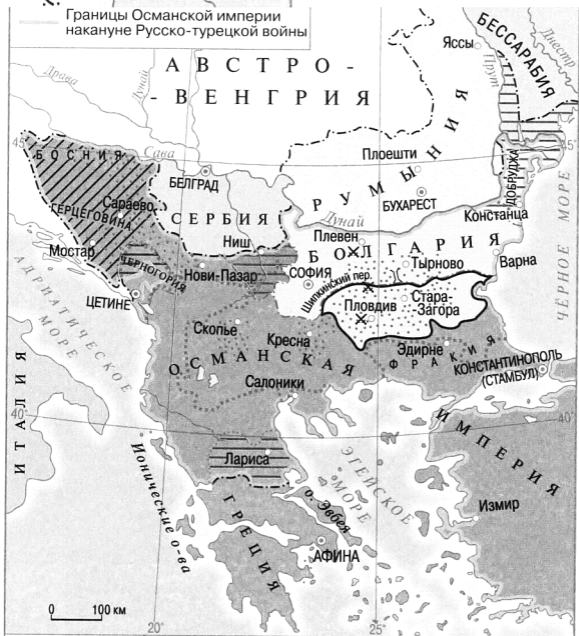 Границы Османской империи
накануне Русско-турецкой войны
БЕССАРАБИЯ
Днестр
Яссы
Прут
АВСТРО-
-ВЕНГРИЯ
Драва
Дунай
45
Сава
45
БОСНИЯ
БЕЛГРАД
Плоешти
РУМЫНИЯ
БУХАРЕСТ
ДОБРУДЖА
Констанца
ГЕРЦЕГОВИНА
Сараево
СЕРБИЯ
Дунай
Ниш
Плевен
БОЛГАРИЯ
Мостар
ЧЕРНОГОРИЯ
Нови-Пазар
СОФИЯ
Тырново
Варна
ЧЁРНОЕ МОРЕ
ЦЕТИНЕ
Шипкинский пер.
АДРИАТИЧЕСКОЕ
МОРЕ
Пловдив
Стара-
Загора
Скопье
Кресна
Эдирне
ФРАКИЯ
ОСМАНСКАЯ
КОНСТАНТИНОПОЛЬ
(СТАМБУЛ)
ИТАЛИЯ
Салоники
40
40
ИМПЕРИЯ
Лариса
Ионические о-ва
ЭГЕЙСКОЕ
МОРЕ
о. Эвбея
Измир
ГРЕЦИЯ
АФИНА
0 100 км
20°
25°